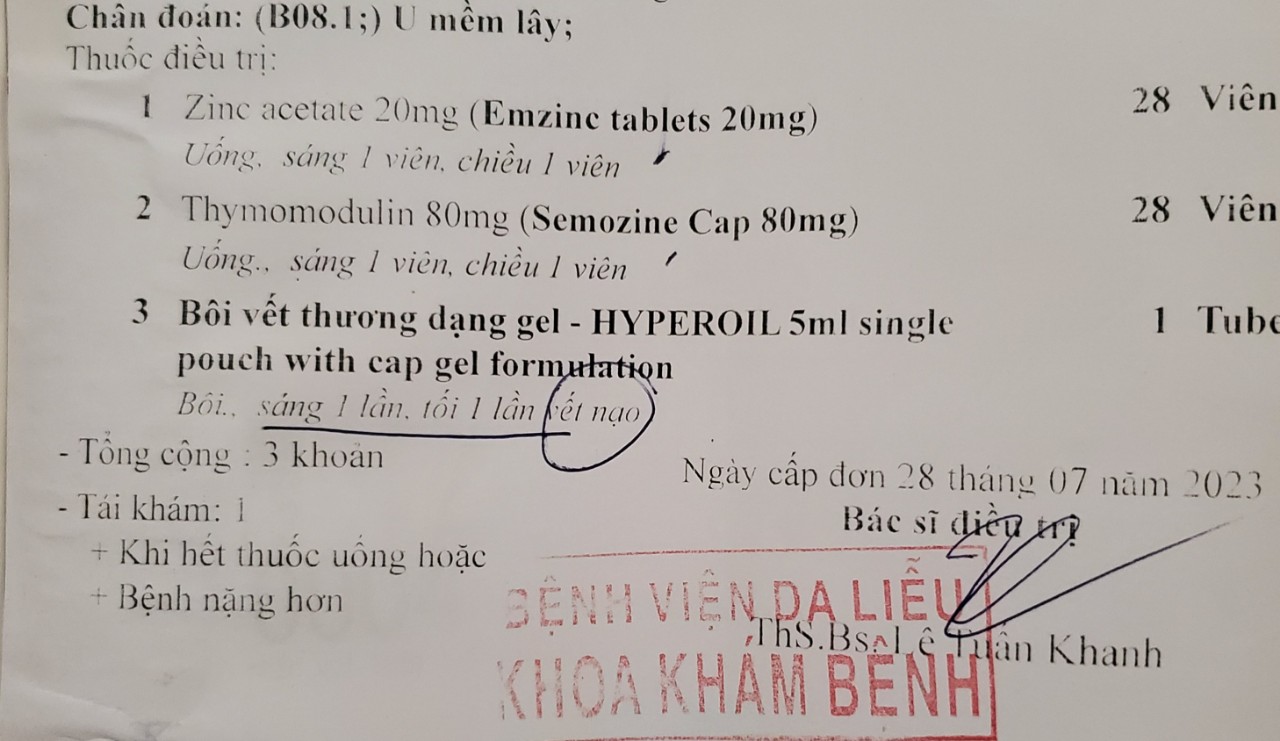 Chân đoán: (B08.1;) U mềm lây;
Thuốc điều trị:
1 Zinc acetate 20mg (Emzinc tablets 20mg) 28 Viên
Uống, sáng 1 viên, chiều 1 viên
2 Thymomodulin 80mg (Semozine Cap 80mg) 28 Viên
Uống., sáng 1 viên, chiều 1 viên
3 Bôi vết thương dạng gel - HYPEROIL 5ml single 1 Tube
pouch with cap gel formulation
Bôi., sáng 1 lần, tối 1 lần vết nạo
- Tổng cộng : 3 khoản
Ngày cấp đơn 28 tháng 07 năm 2023
- Tái khám: 1
Bác sĩ điều trị
+ Khi hết thuốc uống hoặc
+ Bệnh nặng hơn
BỆNH VIỆN DA LIỄU
ThS.Bs. Lê Tuấn Khanh
KHOA KHÁM BỆNH